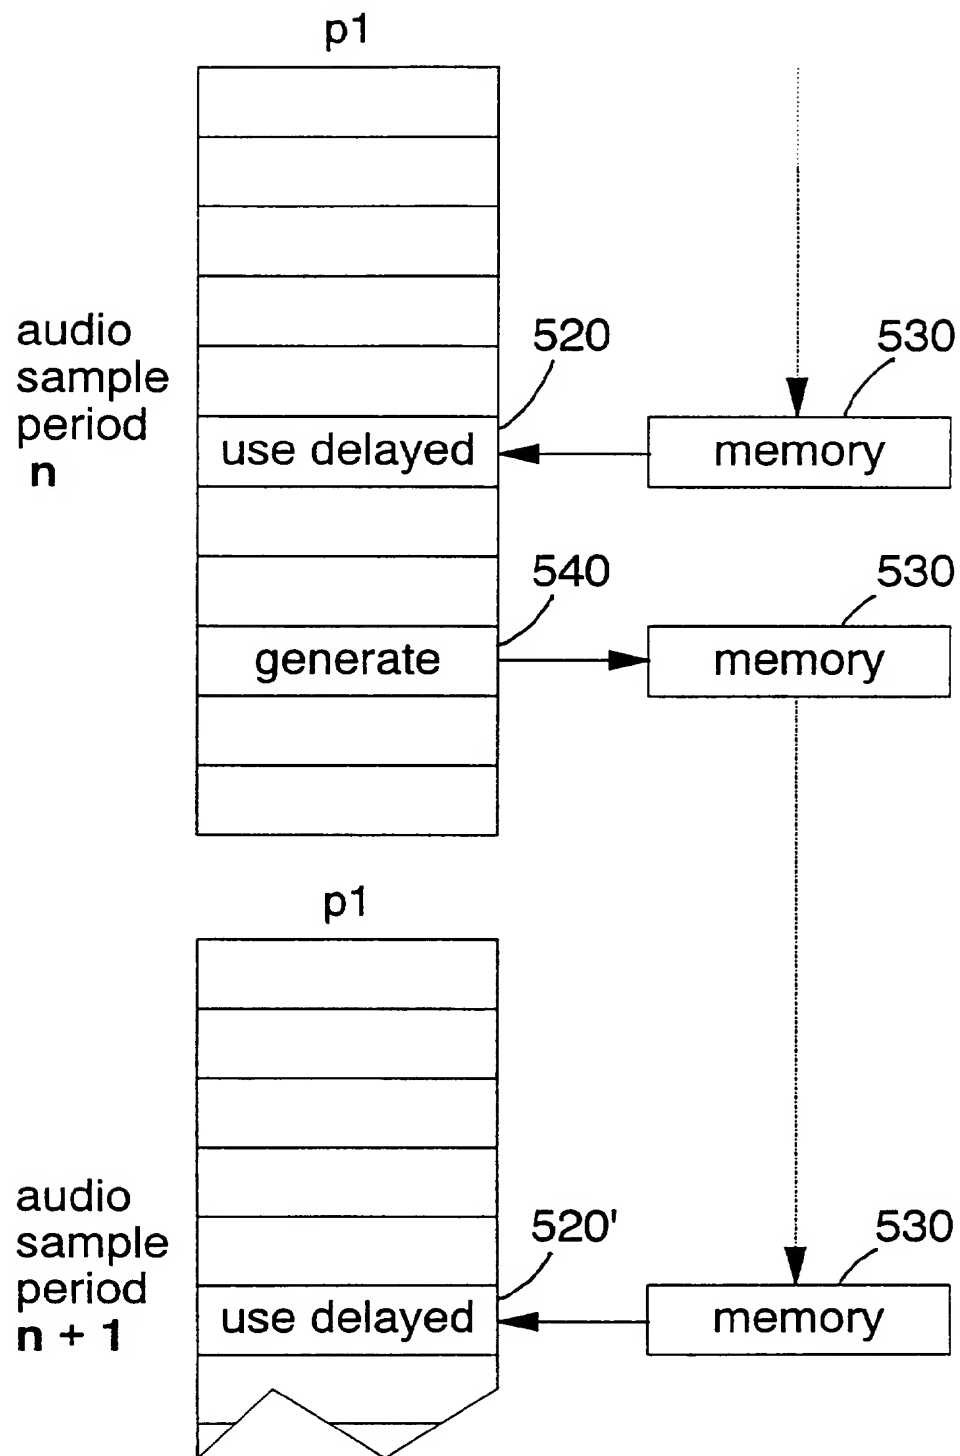 p1
audio
sample
period
n
520
530
use delayed
memory
540
530
generate
memory
p1
audio
sample
period
n + 1
520'
530
use delayed
memory